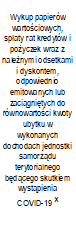 Wykup papierów
wartościowych,
spłaty rat kredytów i
pożyczek wraz z
należnymi odsetkami
i dyskontem,
odpowiednio
emitowanych lub
zaciągniętych do
równowartości kwoty
ubytku w
wykonanych
dochodach jednostki
samorządu
terytorialnego
będącego skutkiem
wystąpienia
COVID-19 x